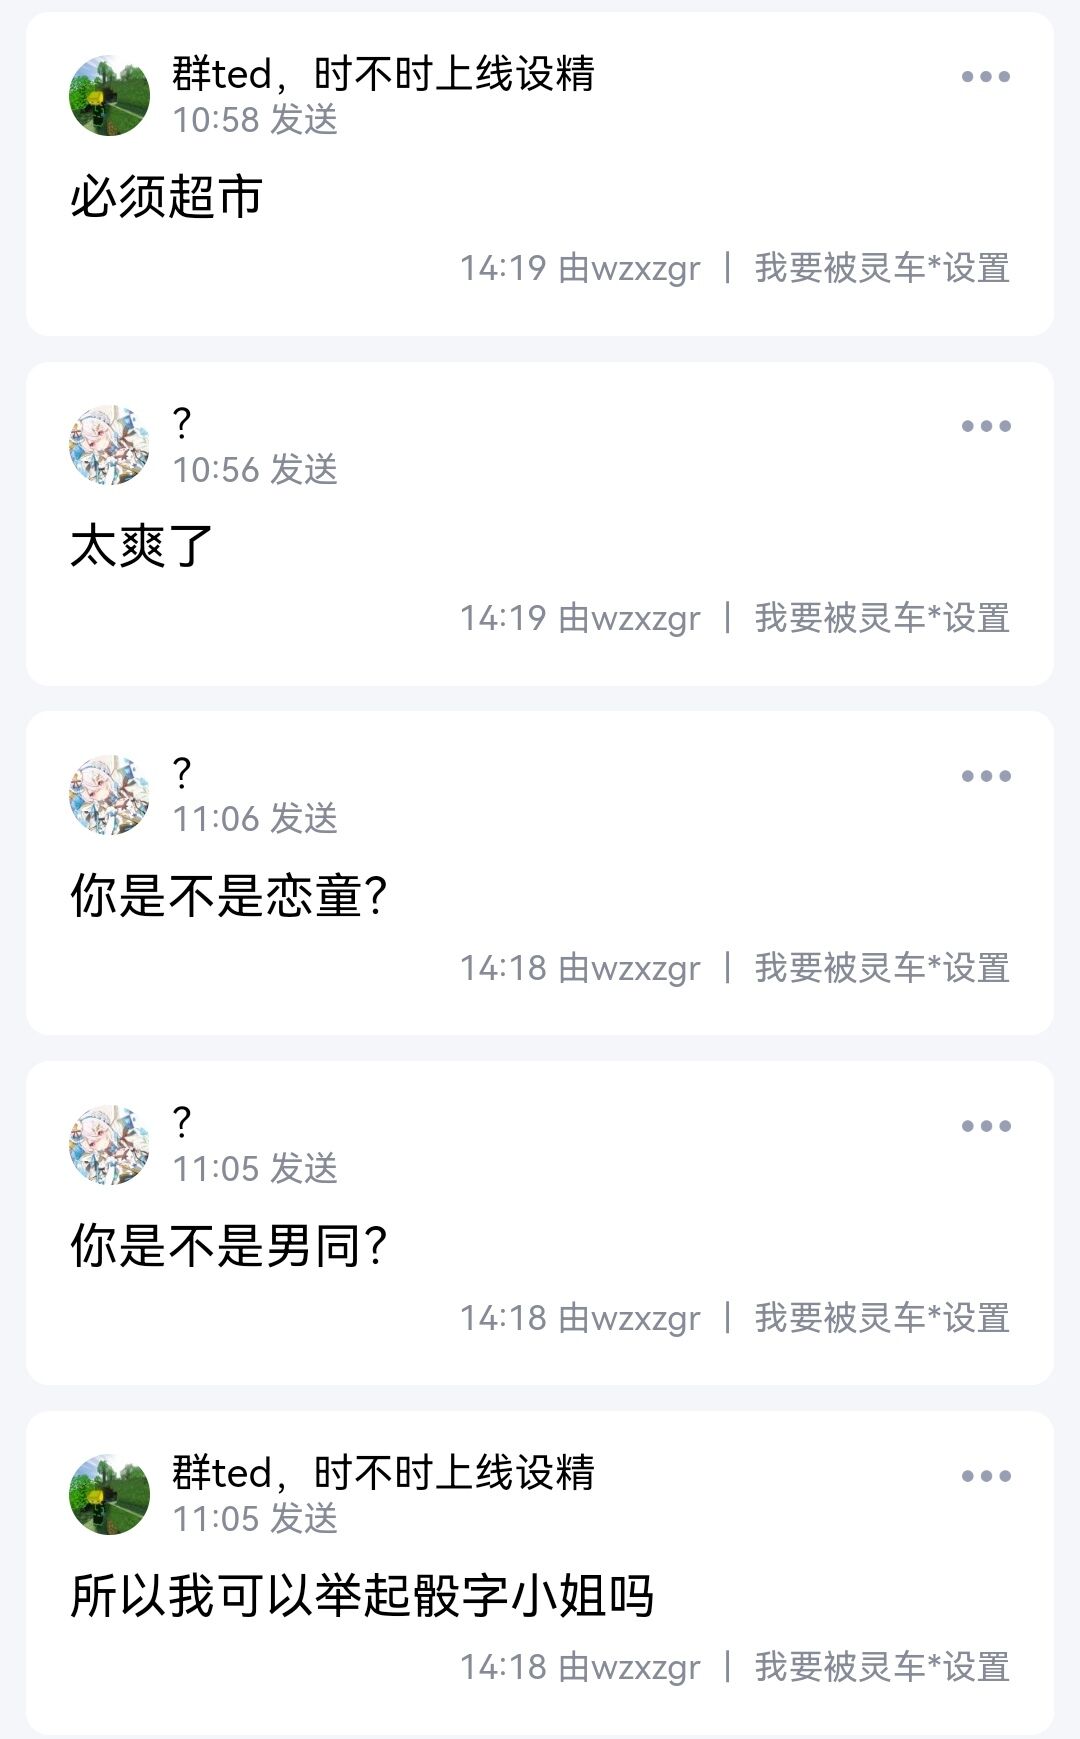 群ted，时不时上线设精
10:58 发送
必须超市
14:19 由wzxzgr ｜ 我要被灵车*设置
?
10:56 发送
太爽了
14:19 由wzxzgr ｜ 我要被灵车*设置
?
11:06 发送
你是不是恋童?
14:18 由wzxzgr ｜ 我要被灵车*设置
?
11:05 发送
你是不是男同?
14:18 由wzxzgr ｜ 我要被灵车*设置
群ted，时不时上线设精
11:05 发送
所以我可以举起骰字小姐吗
14:18 由wzxzgr ｜ 我要被灵车*设置